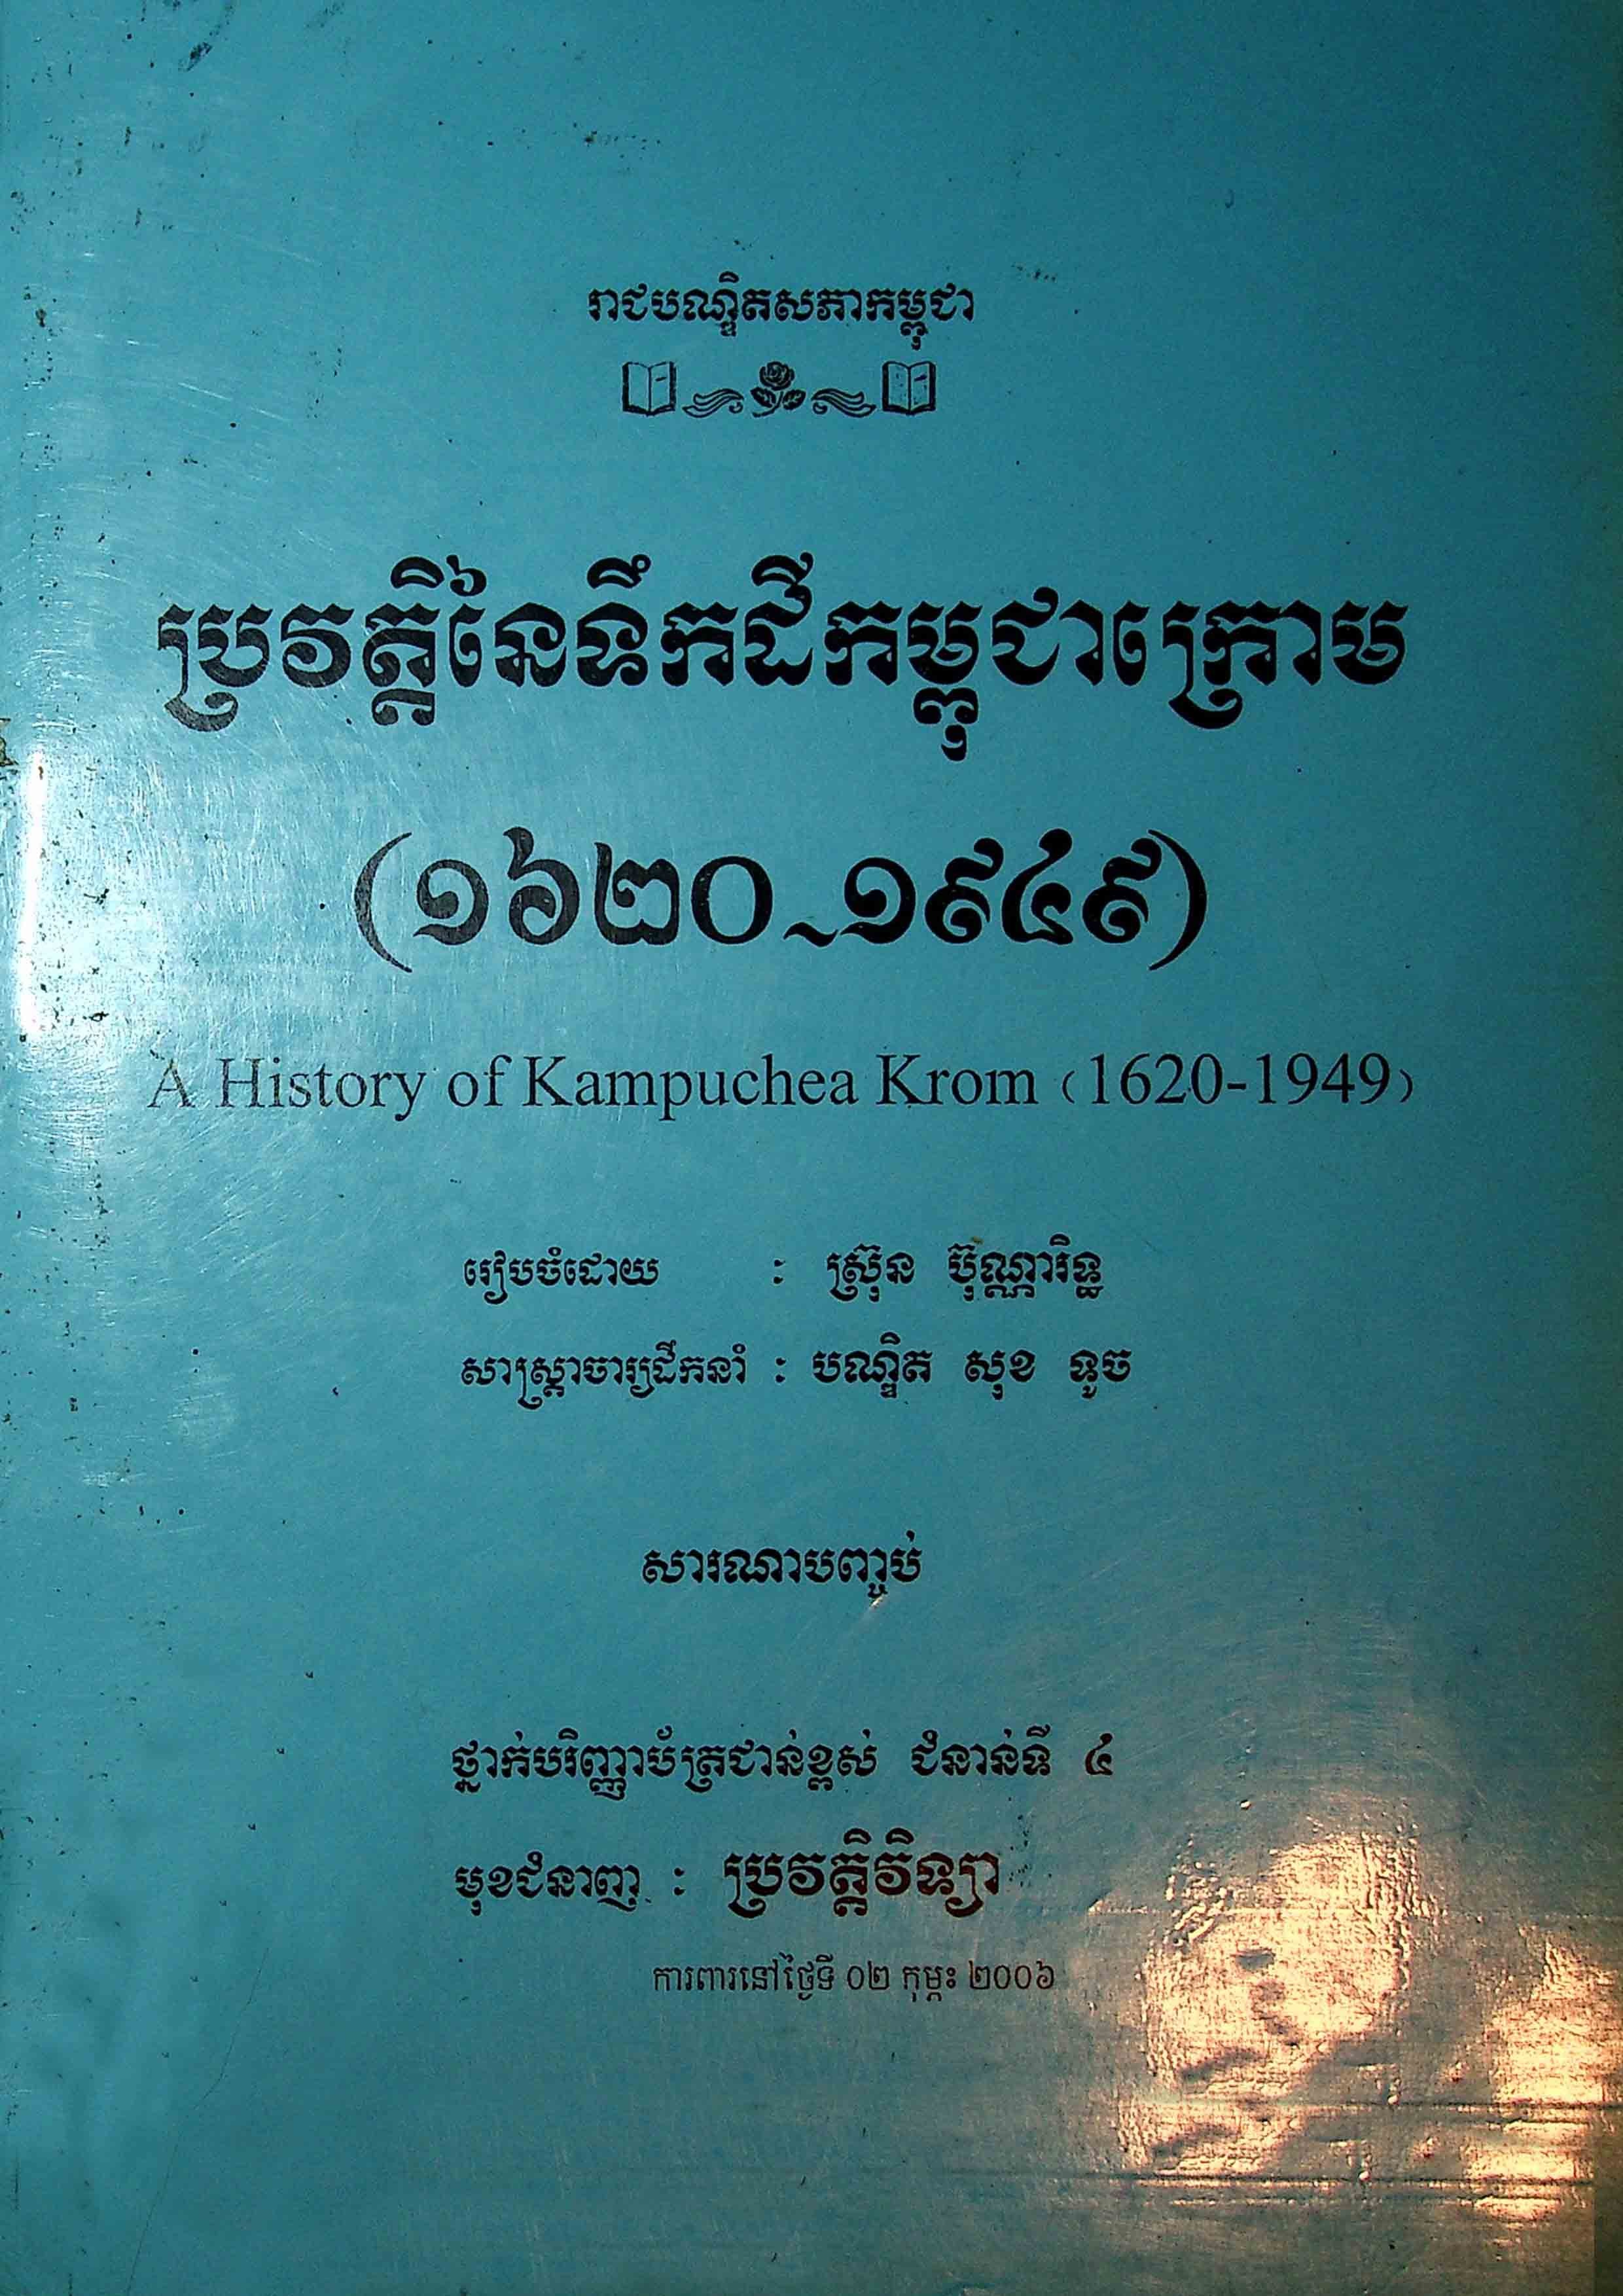 រាជបណ្ឌិតសភាកម្ពុជា
ប្រវត្តិនៃទឹកដីកម្ពុជាក្រោម
(១៦២០-១៩៤៩)
A History of Kampuchea Krom (1620-1949)
រៀបចំដោយ : ស្រ៊ុន ប៊ុណ្ណារិទ្ធ
សាស្ត្រាចារ្យដឹកនាំ : បណ្ឌិត សុខ ទូច
សារណាបញ្ចប់
ថ្នាក់បរិញ្ញាប័ត្រជាន់ខ្ពស់ ជំនាន់ទី ៤
មុខជំនាញ : ប្រវត្តិវិទ្យា
ការពារនៅថ្ងៃទី ០២ កុម្ភះ ២០០៦